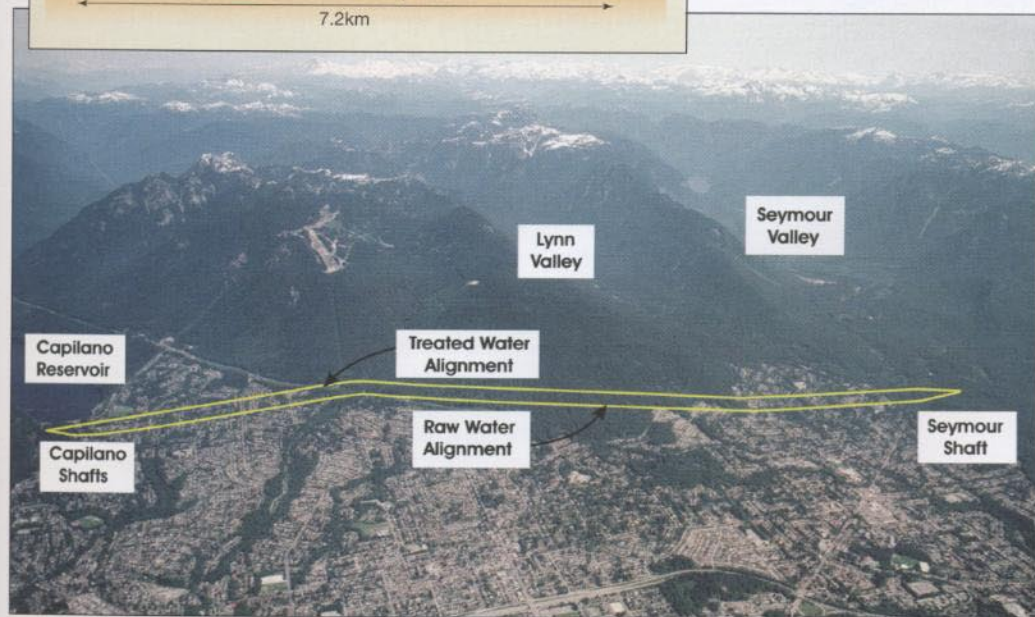 7.2km
Seymour
Valley
Lynn
Valley
Capilano
Reservoir
Treated Water
Alignment
Raw Water
Alignment
Capilano
Shafts
Seymour
Shaft